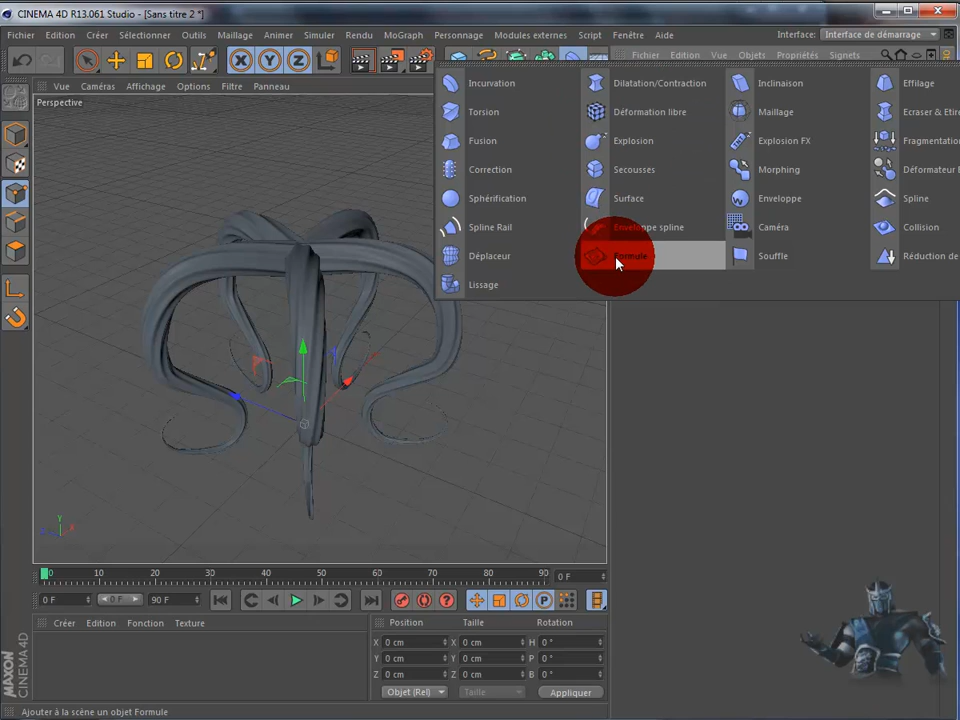 CINEMA 4D R13.061 Studio - [Sans titre 2 *]
Fichier Edition Créer Sélectionner Outils Maillage Animer Simuler Rendu MoGraph Personnage Modules externes Script Fenêtre Aide Interface: Interface de démarrage
Fichier Edition Vue Objets Propriétés Signets
Vue Caméras Affichage Options Filtre Panneau
Perspective
Incurvation Dilatation/Contraction Inclinaison Effilage
Torsion Déformation libre Maillage Ecraser & Etire
Fusion Explosion Explosion FX Fragmentation
Correction Secousses Morphing Déformateur
Sphérification Surface Enveloppe Spline
Spline Rail Enveloppe spline Caméra Collision
Déplaceur Formule Souffle Réduction de
Lissage
Y
X
Z
0 10 20 30 40 50 60 70 80 90 0 F
0 F 0 F 90 F
Créer Edition Fonction Texture
Position Taille Rotation
X 0 cm X 0 cm H 0 °
Y 0 cm Y 0 cm P 0 °
Z 0 cm Z 0 cm B 0 °
Objet (Rel) Taille Appliquer
MAXON
CINEMA 4D
Ajouter à la scène un objet Formule